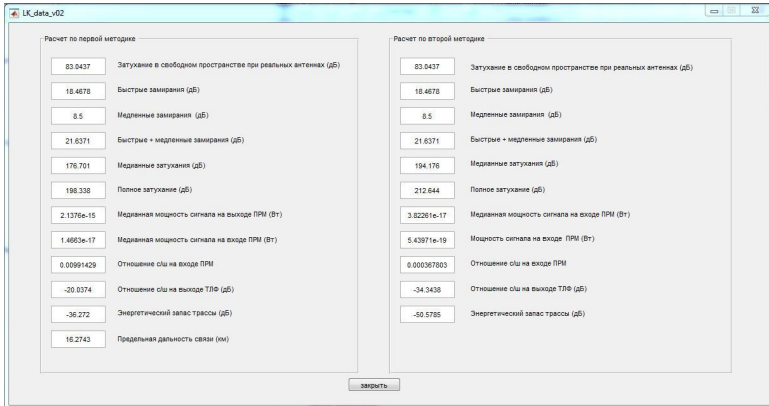 LK_data_v02
Расчет по первой методике
83.0437 Затухание в свободном пространстве при реальных антеннах (дБ)
18.4678 Быстрые замирания (дБ)
8.5 Медленные замирания (дБ)
21.6371 Быстрые + медленные замирания (дБ)
176.701 Медианные затухания (дБ)
198.338 Полное затухание (дБ)
2.1376e-15 Медианная мощность сигнала на выходе ПРМ (Вт)
1.4663e-17 Медианная мощность сигнала на входе ПРМ (Вт)
0.00991429 Отношение с/ш на входе ПРМ
-20.0374 Отношение с/ш на выходе ТЛФ (дБ)
-36.272 Энергетический запас трассы (дБ)
16.2743 Предельная дальность связи (км)
Расчет по второй методике
83.0437 Затухание в свободном пространстве при реальных антеннах (дБ)
18.4678 Быстрые замирания (дБ)
8.5 Медленные замирания (дБ)
21.6371 Быстрые + медленные замирания (дБ)
194.176 Медианные затухания (дБ)
212.644 Полное затухание (дБ)
3.82261e-17 Медианная мощность сигнала на входе ПРМ (Вт)
5.43971e-19 Мощность сигнала на входе ПРМ (Вт)
0.000367803 Отношение с/ш на входе ПРМ
-34.3438 Отношение с/ш на выходе ТЛФ (дБ)
-50.5785 Энергетический запас трассы (дБ)
закрыть